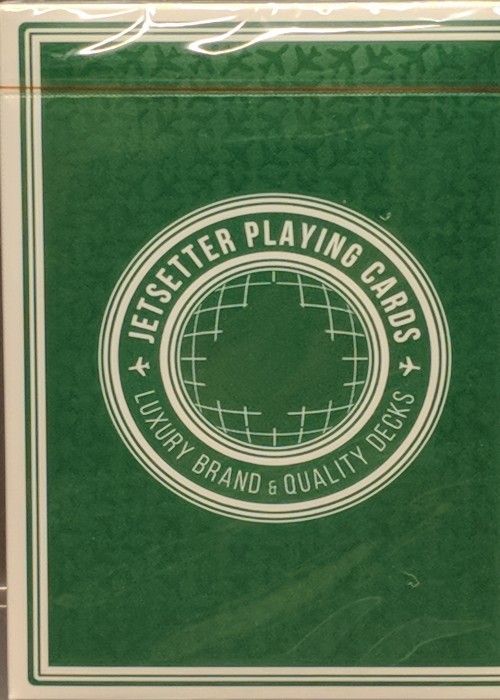 JETSETTER PLAYING CARDS
LUXURY BRAND & QUALITY DECKS